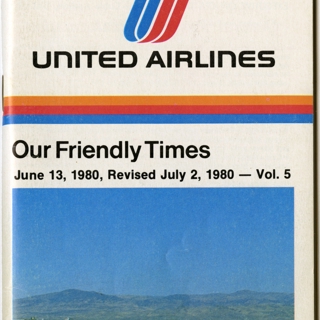 UNITED AIRLINES
Our Friendly Times
June 13, 1980, Revised July 2, 1980 — Vol. 5